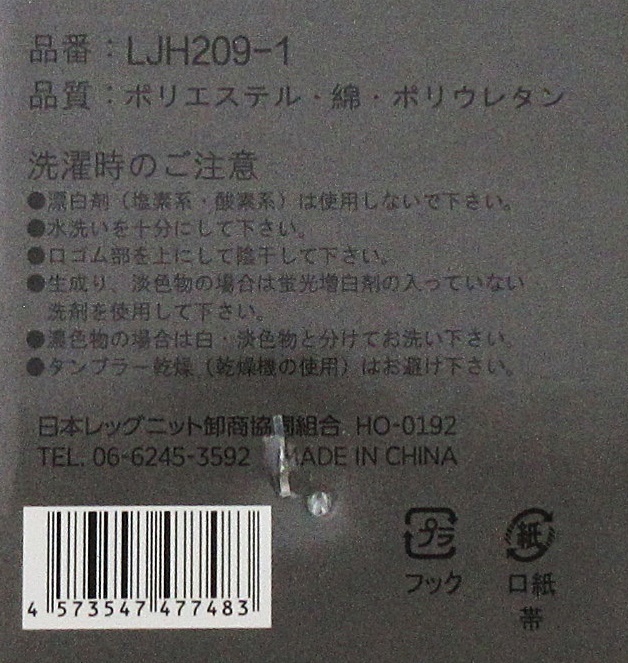 品番：LJH209-1
品質：ポリエステル・綿・ポリウレタン
洗濯時のご注意
●漂白剤（塩素系・酸素系）は使用しないで下さい。
●水洗いを十分にして下さい。
●口ゴム部を上にして陰干して下さい。
●生成り、淡色物の場合は蛍光増白剤の入っていない
洗剤を使用して下さい。
●濃色物の場合は白・淡色物と分けてお洗い下さい。
●タンブラー乾燥（乾燥機の使用）はお避け下さい。
日本レッグニット卸商協同組合 HO-0192
TEL. 06-6245-3592 MADE IN CHINA
4 573547 477483
プラ 紙
フック 口紙
帯